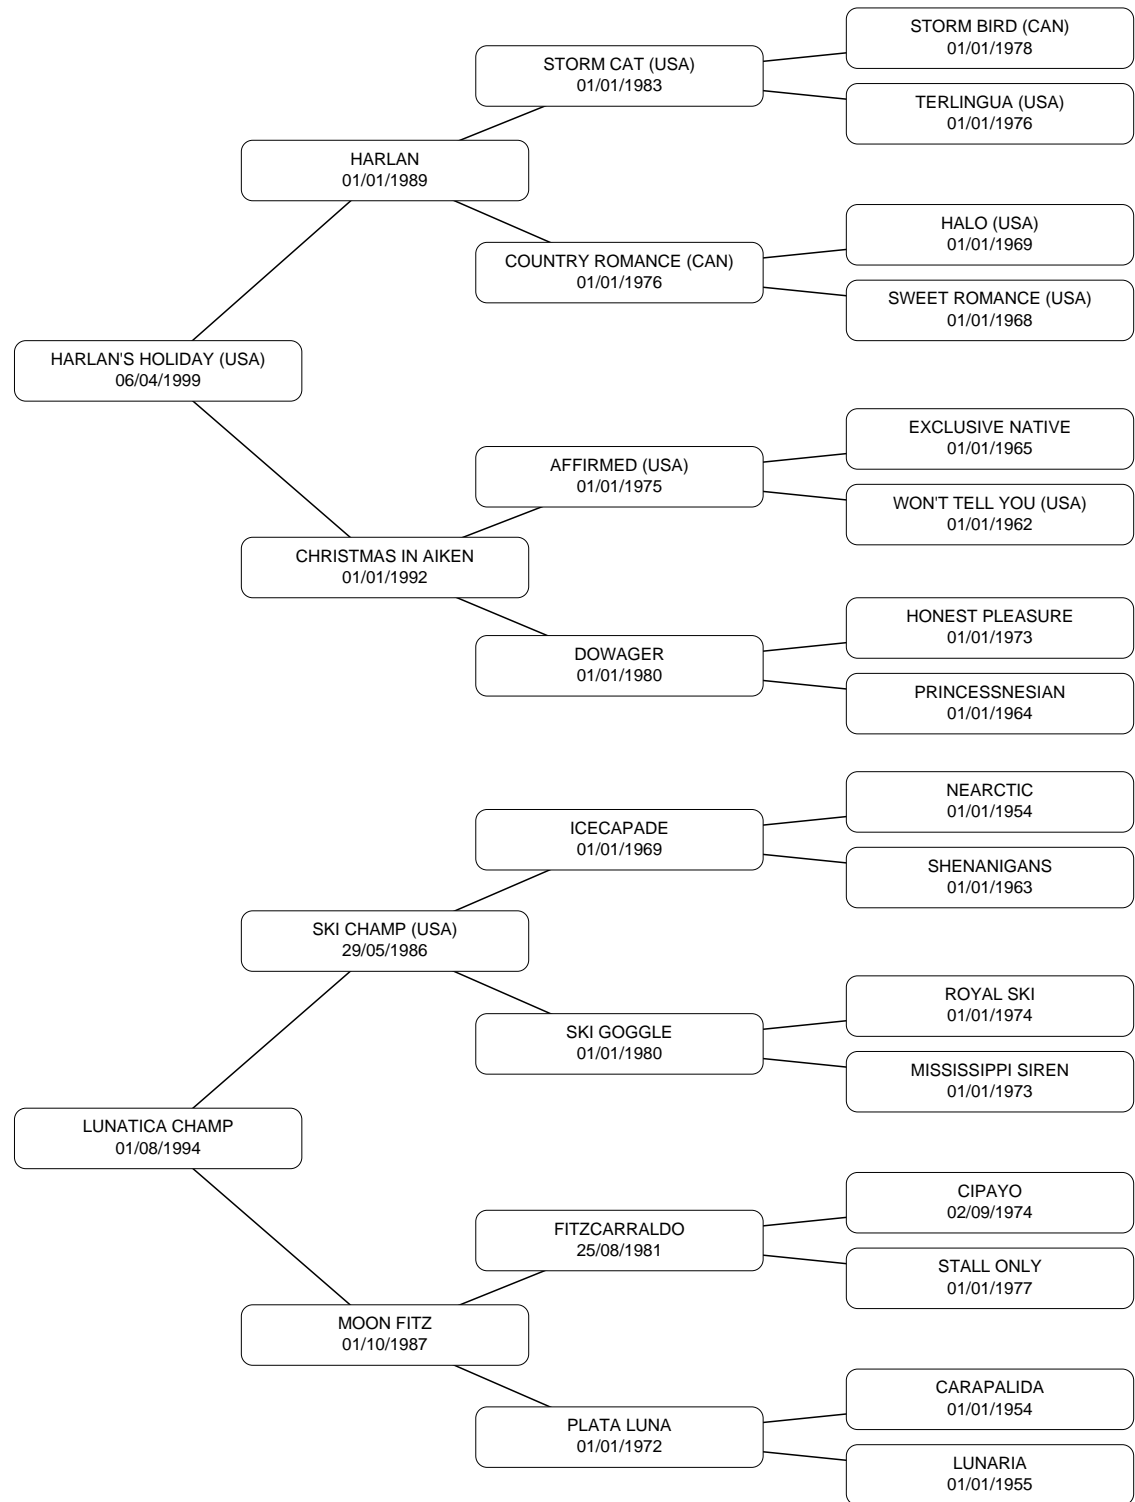 STORM BIRD (CAN)
01/01/1978
STORM CAT (USA)
01/01/1983
TERLINGUA (USA)
01/01/1976
HARLAN
01/01/1989
HALO (USA)
01/01/1969
COUNTRY ROMANCE (CAN)
01/01/1976
SWEET ROMANCE (USA)
01/01/1968
HARLAN'S HOLIDAY (USA)
06/04/1999
EXCLUSIVE NATIVE
01/01/1965
AFFIRMED (USA)
01/01/1975
WON'T TELL YOU (USA)
01/01/1962
CHRISTMAS IN AIKEN
01/01/1992
HONEST PLEASURE
01/01/1973
DOWAGER
01/01/1980
PRINCESSNESIAN
01/01/1964
NEARCTIC
01/01/1954
ICECAPADE
01/01/1969
SHENANIGANS
01/01/1963
SKI CHAMP (USA)
29/05/1986
ROYAL SKI
01/01/1974
SKI GOGGLE
01/01/1980
MISSISSIPPI SIREN
01/01/1973
LUNATICA CHAMP
01/08/1994
CIPAYO
02/09/1974
FITZCARRALDO
25/08/1981
STALL ONLY
01/01/1977
MOON FITZ
01/10/1987
CARAPALIDA
01/01/1954
PLATA LUNA
01/01/1972
LUNARIA
01/01/1955